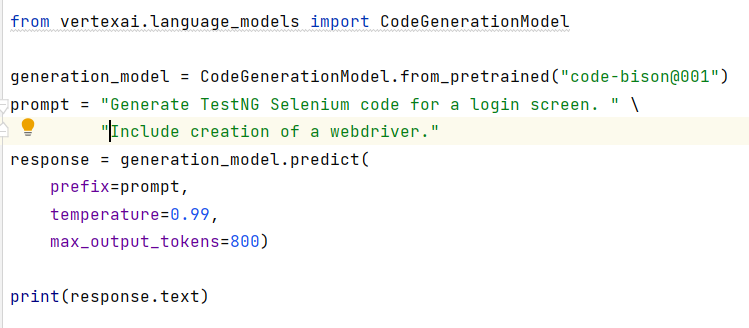 from vertexai.language_models import CodeGenerationModel
generation_model = CodeGenerationModel.from_pretrained("code-bison@001")
prompt = "Generate TestNG Selenium code for a login screen. " \
"Include creation of a webdriver."
response = generation_model.predict(
prefix=prompt,
temperature=0.99,
max_output_tokens=800)
print(response.text)